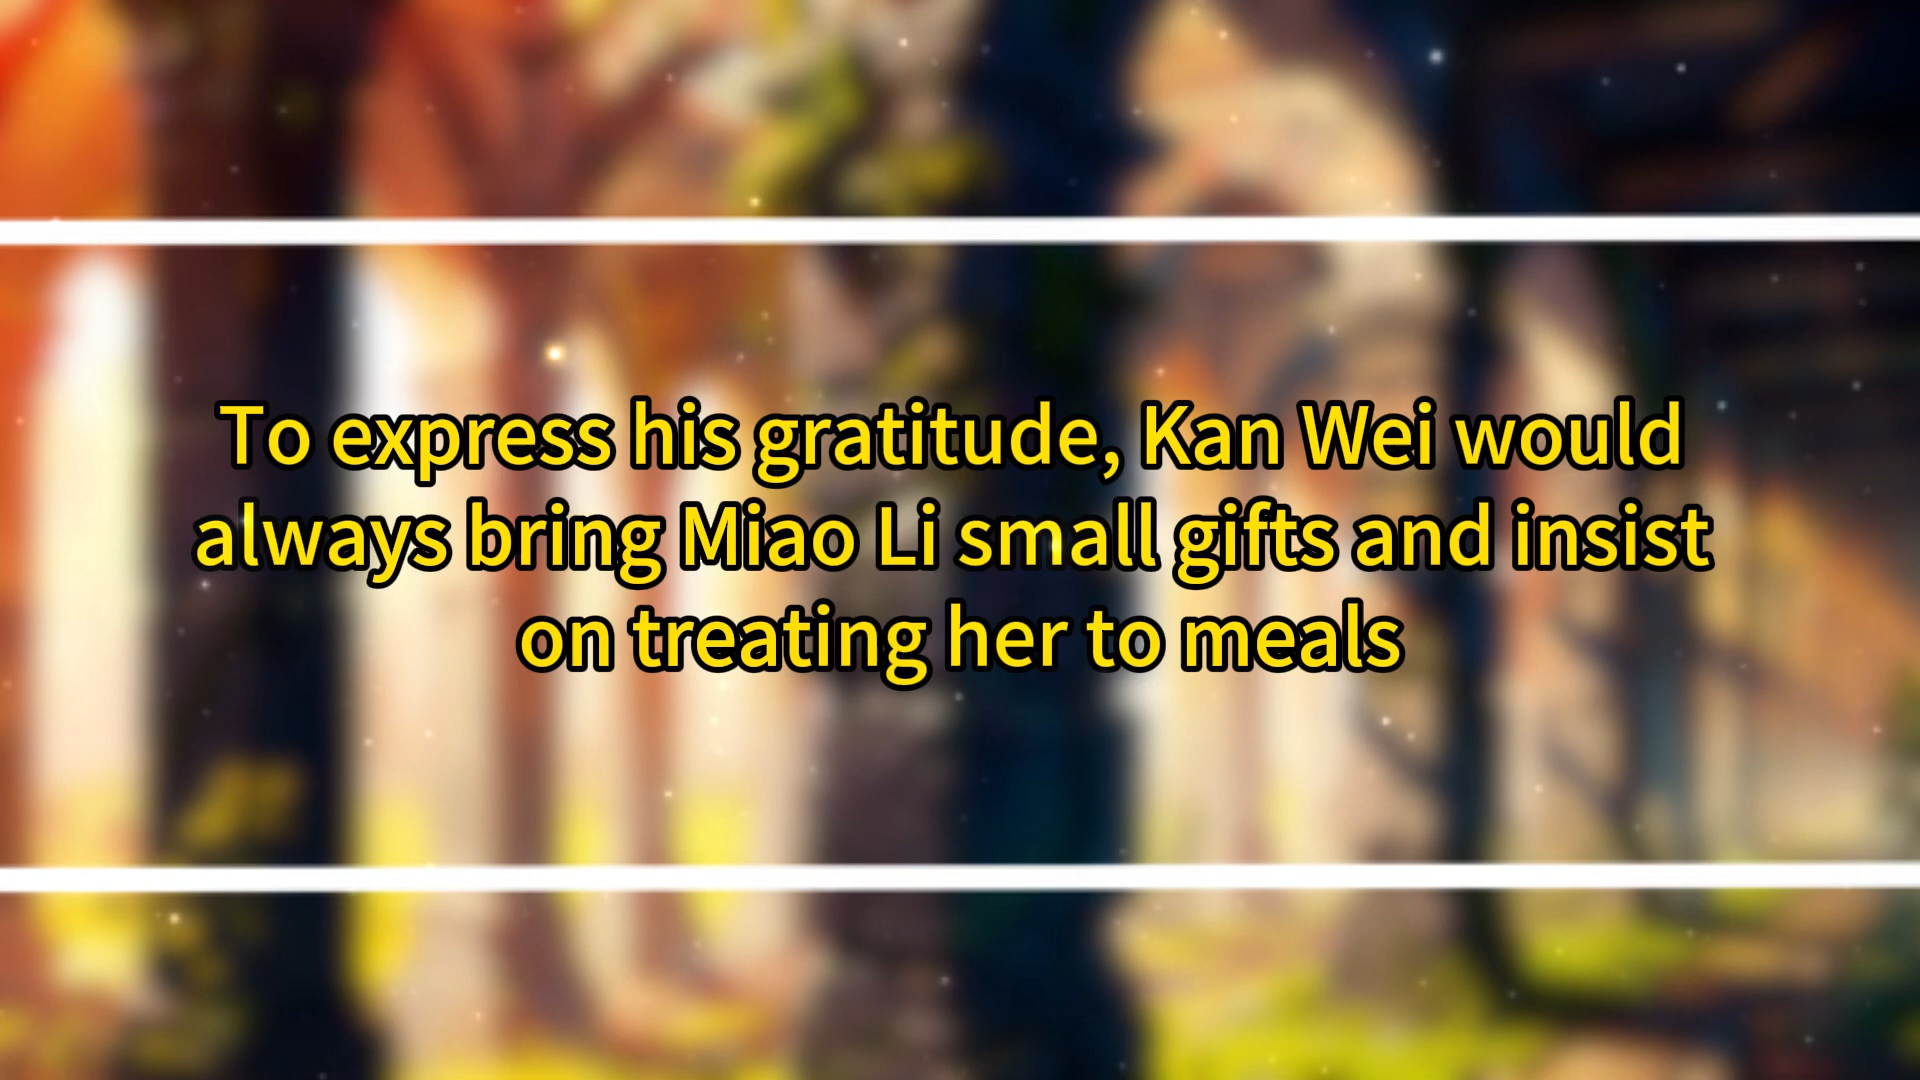 To express his gratitude, Kan Wei would
always bring Miao Li small gifts and insist
on treating her to meals